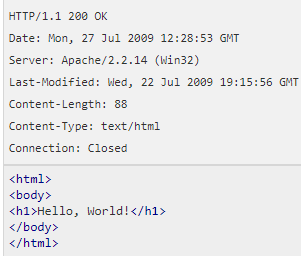 HTTP/1.1 200 OK
Date: Mon, 27 Jul 2009 12:28:53 GMT
Server: Apache/2.2.14 (Win32)
Last-Modified: Wed, 22 Jul 2009 19:15:56 GMT
Content-Length: 88
Content-Type: text/html
Connection: Closed
<html>
<body>
<h1>Hello, World!</h1>
</body>
</html>